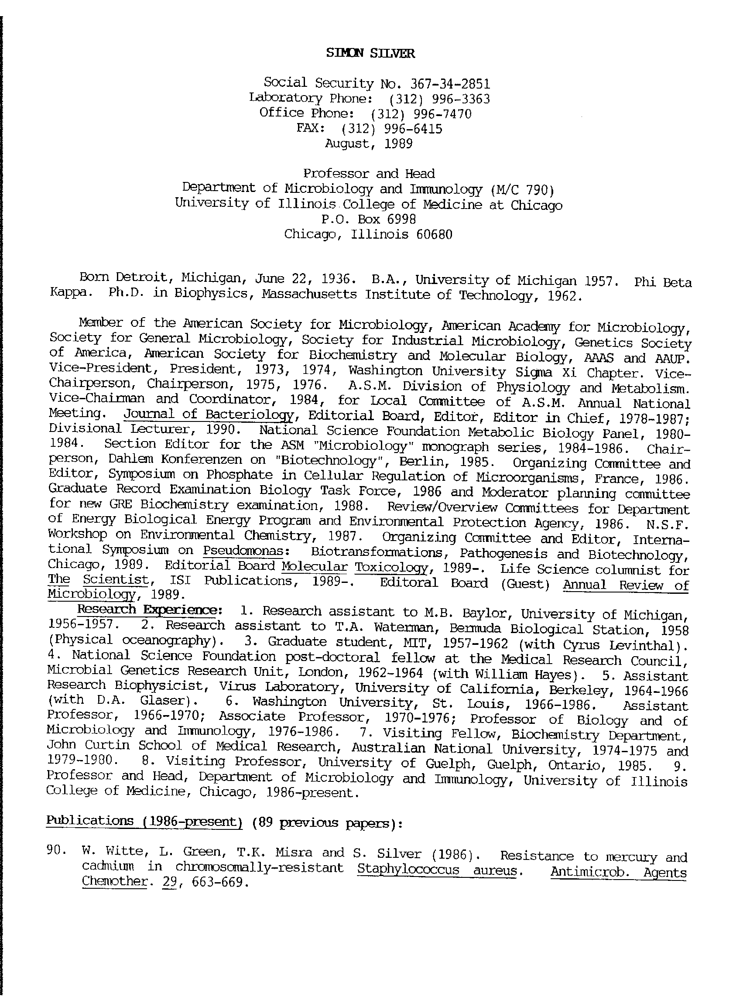 SIMON SILVER
Social Security No. 367-34-2851
Laboratory Phone: (312) 996-3363
Office Phone: (312) 996-7470
FAX: (312) 996-6415
August, 1989
Professor and Head
Department of Microbiology and Immunology (M/C 790)
University of Illinois College of Medicine at Chicago
P.O. Box 6998
Chicago, Illinois 60680
Born Detroit, Michigan, June 22, 1936. B.A., University of Michigan 1957. Phi Beta
Kappa. Ph.D. in Biophysics, Massachusetts Institute of Technology, 1962.
Member of the American Society for Microbiology, American Academy for Microbiology,
Society for General Microbiology, Society for Industrial Microbiology, Genetics Society
of America, American Society for Biochemistry and Molecular Biology, AAAS and AAUP.
Vice-President, President, 1973, 1974, Washington University Sigma Xi Chapter. Vice-
Chairperson, Chairperson, 1975, 1976. A.S.M. Division of Physiology and Metabolism.
Vice-Chairman and Coordinator, 1984, for Local Committee of A.S.M. Annual National
Meeting. Journal of Bacteriology, Editorial Board, Editor, Editor in Chief, 1978-1987;
Divisional Lecturer, 1990. National Science Foundation Metabolic Biology Panel, 1980-
1984. Section Editor for the ASM "Microbiology" monograph series, 1984-1986. Chair-
person, Dahlem Konferenzen on "Biotechnology", Berlin, 1985. Organizing Committee and
Editor, Symposium on Phosphate in Cellular Regulation of Microorganisms, France, 1986.
Graduate Record Examination Biology Task Force, 1986 and Moderator planning committee
for new GRE Biochemistry examination, 1988. Review/Overview Committees for Department
of Energy Biological Energy Program and Environmental Protection Agency, 1986. N.S.F.
Workshop on Environmental Chemistry, 1987. Organizing Committee and Editor, Interna-
tional Symposium on Pseudomonas: Biotransformations, Pathogenesis and Biotechnology,
Chicago, 1989. Editorial Board Molecular Toxicology, 1989-. Life Science columnist for
The Scientist, ISI Publications, 1989-. Editoral Board (Guest) Annual Review of
Microbiology, 1989.
Research Experience: 1. Research assistant to M.B. Baylor, University of Michigan,
1956-1957. 2. Research assistant to T.A. Waterman, Bermuda Biological Station, 1958
(Physical oceanography). 3. Graduate student, MIT, 1957-1962 (with Cyrus Levinthal).
4. National Science Foundation post-doctoral fellow at the Medical Research Council,
Microbial Genetics Research Unit, London, 1962-1964 (with William Hayes). 5. Assistant
Research Biophysicist, Virus Laboratory, University of California, Berkeley, 1964-1966
(with D.A. Glaser). 6. Washington University, St. Louis, 1966-1986. Assistant
Professor, 1966-1970; Associate Professor, 1970-1976; Professor of Biology and of
Microbiology and Immunology, 1976-1986. 7. Visiting Fellow, Biochemistry Department,
John Curtin School of Medical Research, Australian National University, 1974-1975 and
1979-1980. 8. Visiting Professor, University of Guelph, Guelph, Ontario, 1985. 9.
Professor and Head, Department of Microbiology and Immunology, University of Illinois
College of Medicine, Chicago, 1986-present.
Publications (1986-present) (89 previous papers):
90. W. Witte, L. Green, T.K. Misra and S. Silver (1986). Resistance to mercury and
cadmium in chromosomally-resistant Staphylococcus aureus. Antimicrob. Agents
Chemother. 29, 663-669.